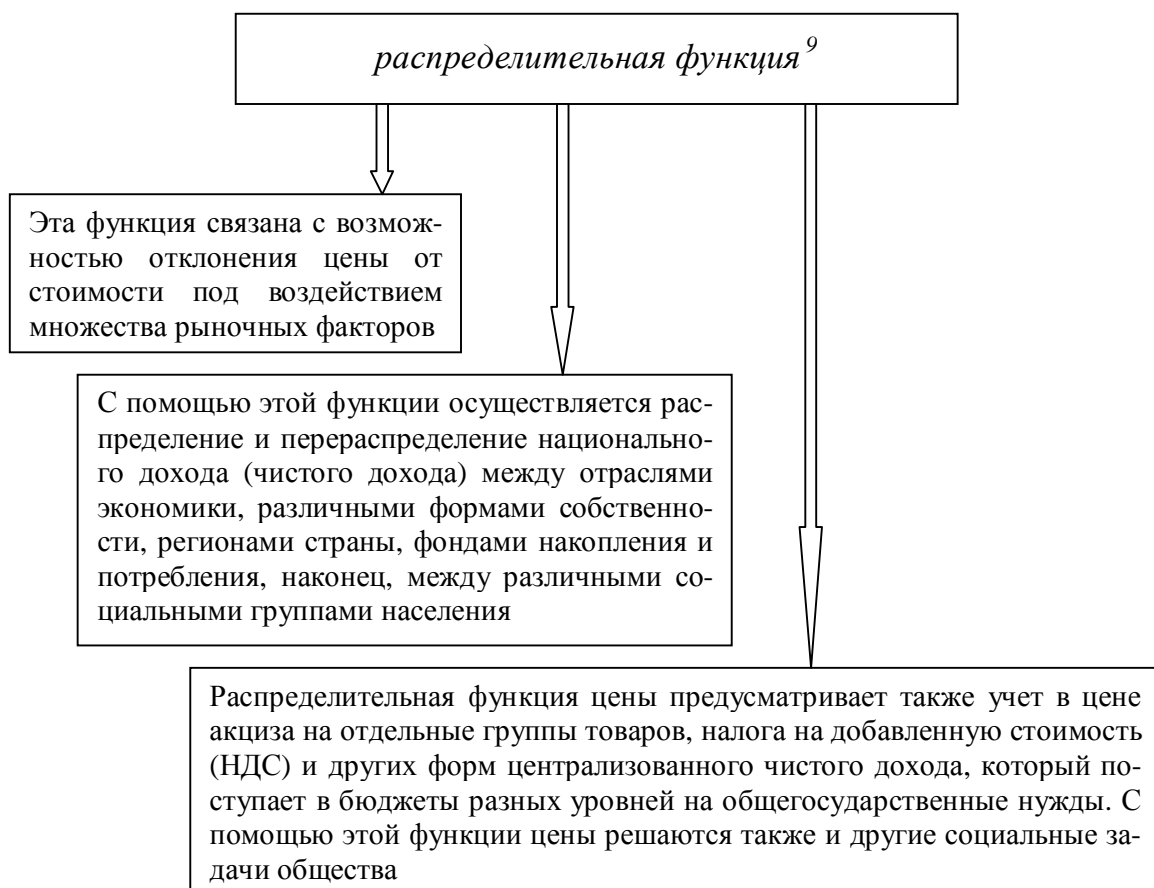 распределительная функция⁹
Эта функция связана с возмож-
ностью отклонения цены от
стоимости под воздействием
множества рыночных факторов
С помощью этой функции осуществляется рас-
пределение и перераспределение национально-
го дохода (чистого дохода) между отраслями
экономики, различными формами собственно-
сти, регионами страны, фондами накопления и
потребления, наконец, между различными со-
циальными группами населения
Распределительная функция цены предусматривает также учет в цене
акциза на отдельные группы товаров, налога на добавленную стоимость
(НДС) и других форм централизованного чистого дохода, который по-
ступает в бюджеты разных уровней на общегосударственные нужды. С
помощью этой функции цены решаются также и другие социальные за-
дачи общества